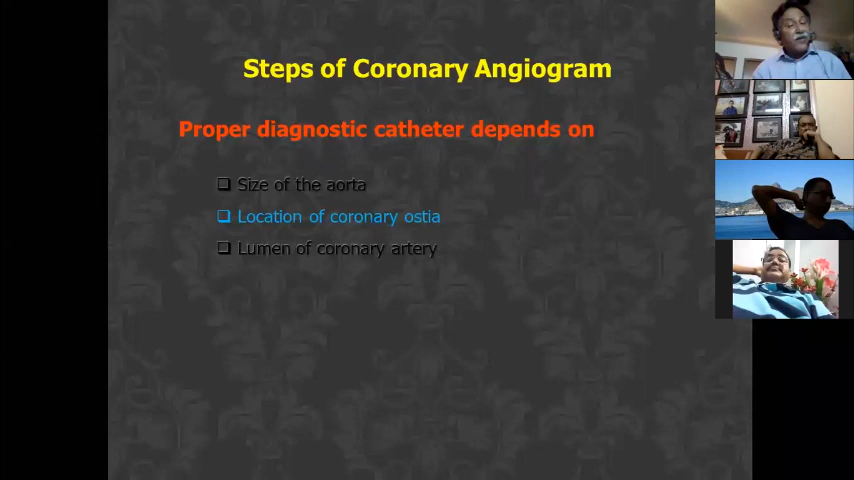 Steps of Coronary Angiogram
Proper diagnostic catheter depends on
❑ Size of the aorta
❑ Location of coronary ostia
❑ Lumen of coronary artery